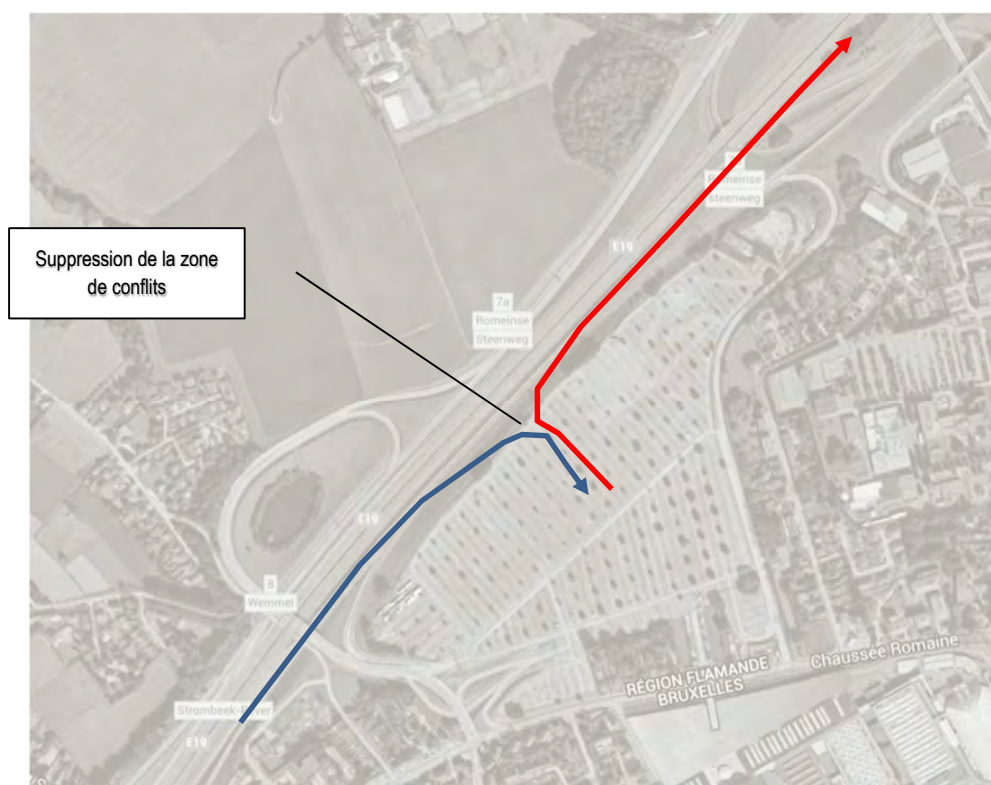 Romeinse
steenweg
E19
Suppression de la zone
de conflits
7a
Romeinse
Steenweg
E19
8
Wemmel
RÉGION FLAMANDE
BRUXELLES
Chaussée Romaine
Strombeek-Bever
E19